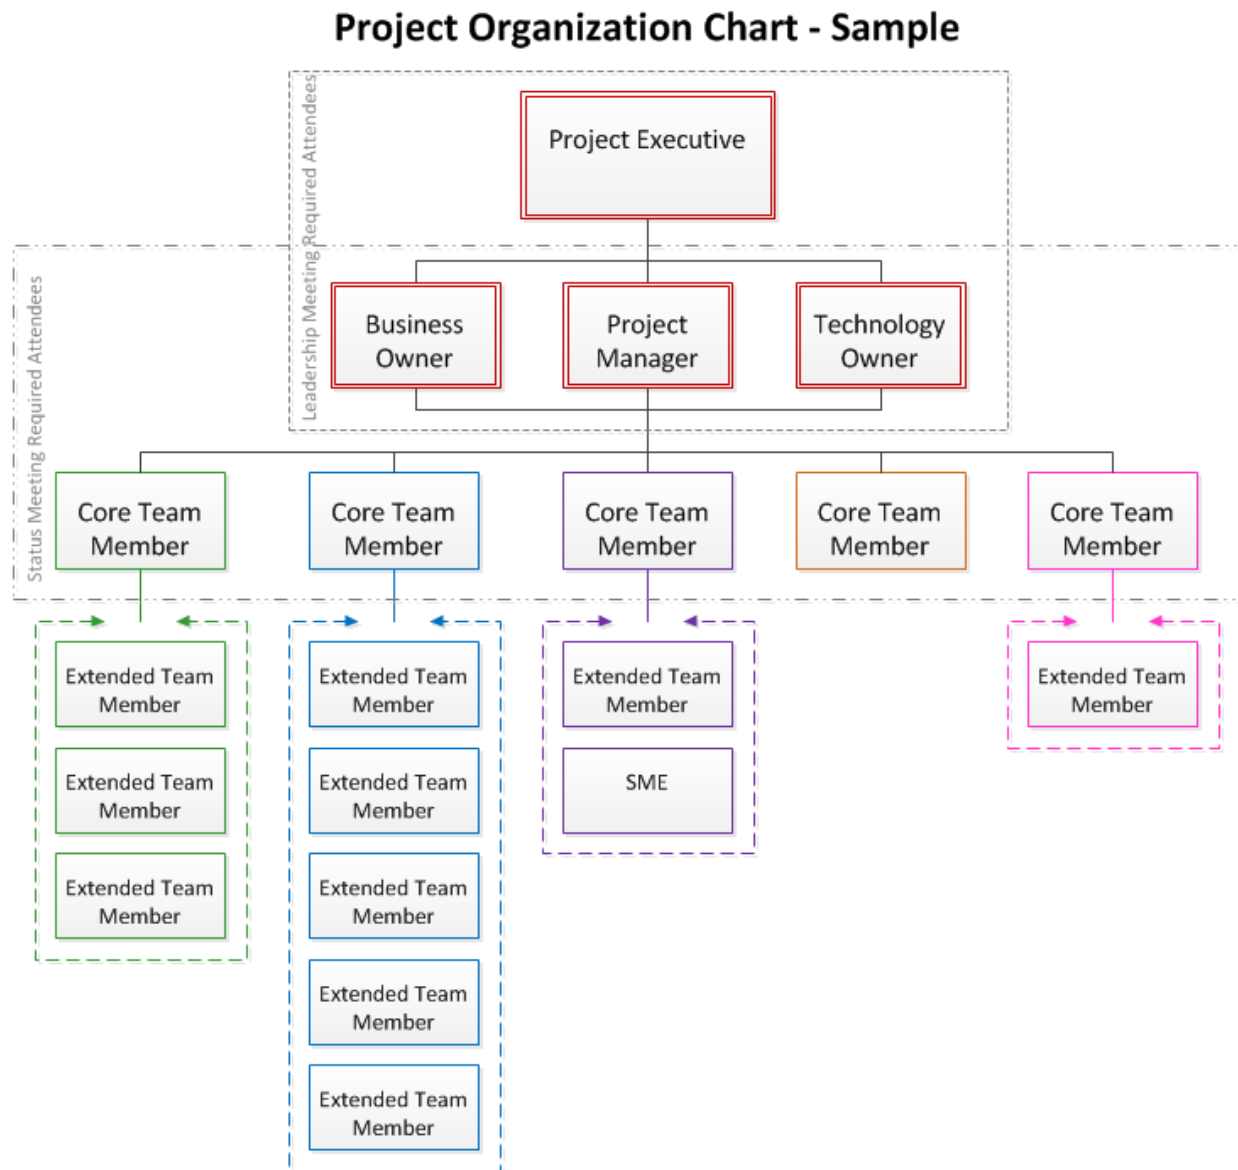 Project Organization Chart - Sample
Leadership Meeting Required Attendees
Project Executive
Status Meeting Required Attendees
Business
Owner
Project
Manager
Technology
Owner
Core Team
Member
Core Team
Member
Core Team
Member
Core Team
Member
Core Team
Member
Extended Team
Member
Extended Team
Member
Extended Team
Member
Extended Team
Member
Extended Team
Member
Extended Team
Member
Extended Team
Member
Extended Team
Member
Extended Team
Member
SME
Extended Team
Member